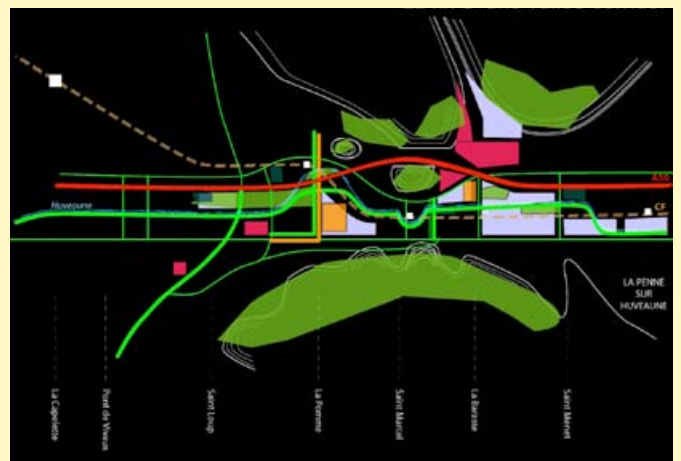 A50
Huveaune
CF
LA PENNE
SUR
HUVEAUNE
La Capelette
Pont de Vivaux
Saint Loup
La Pomme
Saint Marcel
La Barasse
Saint Menet